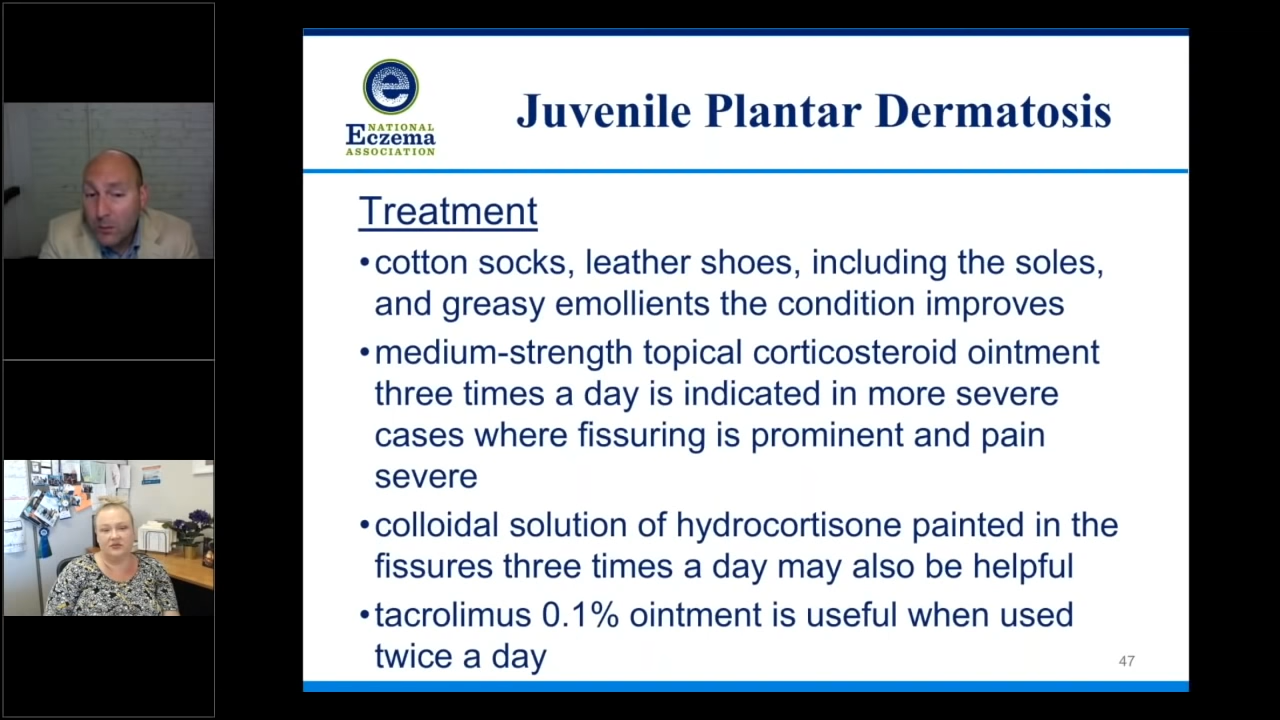 NATIONAL
Eczema
ASSOCIATION
Juvenile Plantar Dermatosis
Treatment
•cotton socks, leather shoes, including the soles,
and greasy emollients the condition improves
•medium-strength topical corticosteroid ointment
three times a day is indicated in more severe
cases where fissuring is prominent and pain
severe
•colloidal solution of hydrocortisone painted in the
fissures three times a day may also be helpful
•tacrolimus 0.1% ointment is useful when used
twice a day
47